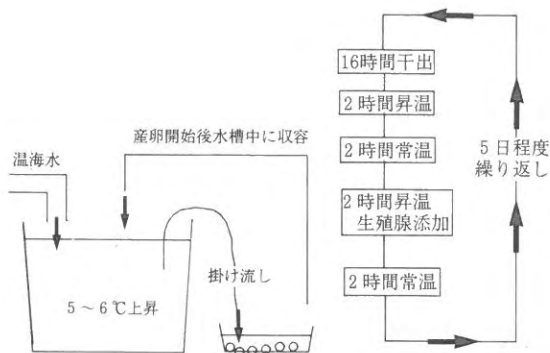 温海水
産卵開始後水槽中に収容
5～6℃上昇
掛け流し
16時間干出
2時間昇温
2時間常温
2時間昇温
生殖腺添加
2時間常温
5日程度
繰り返し